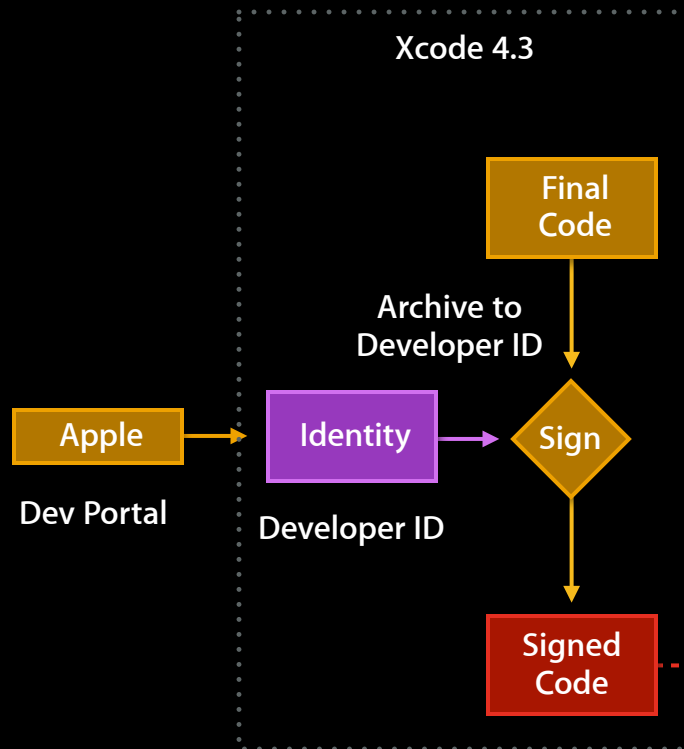 Xcode 4.3
Final
Code
Archive to
Developer ID
Apple
Identity
Sign
Dev Portal
Developer ID
Signed
Code